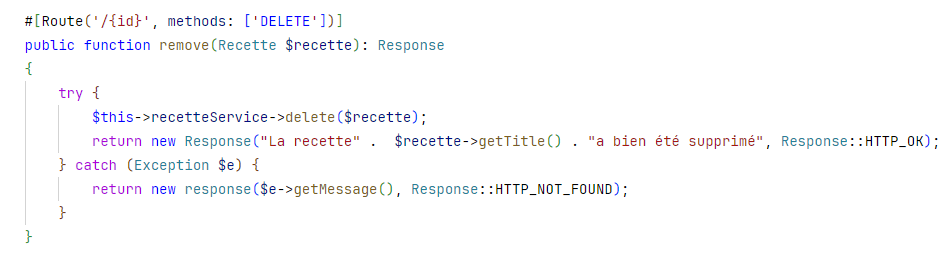 #[Route('/{id}', methods: ['DELETE'])]
public function remove(Recette $recette): Response
{
    try {
        $this->recetteService->delete($recette);
        return new Response("La recette" .  $recette->getTitle() . "a bien été supprimé", Response::HTTP_OK);
    } catch (Exception $e) {
        return new response($e->getMessage(), Response::HTTP_NOT_FOUND);
    }
}